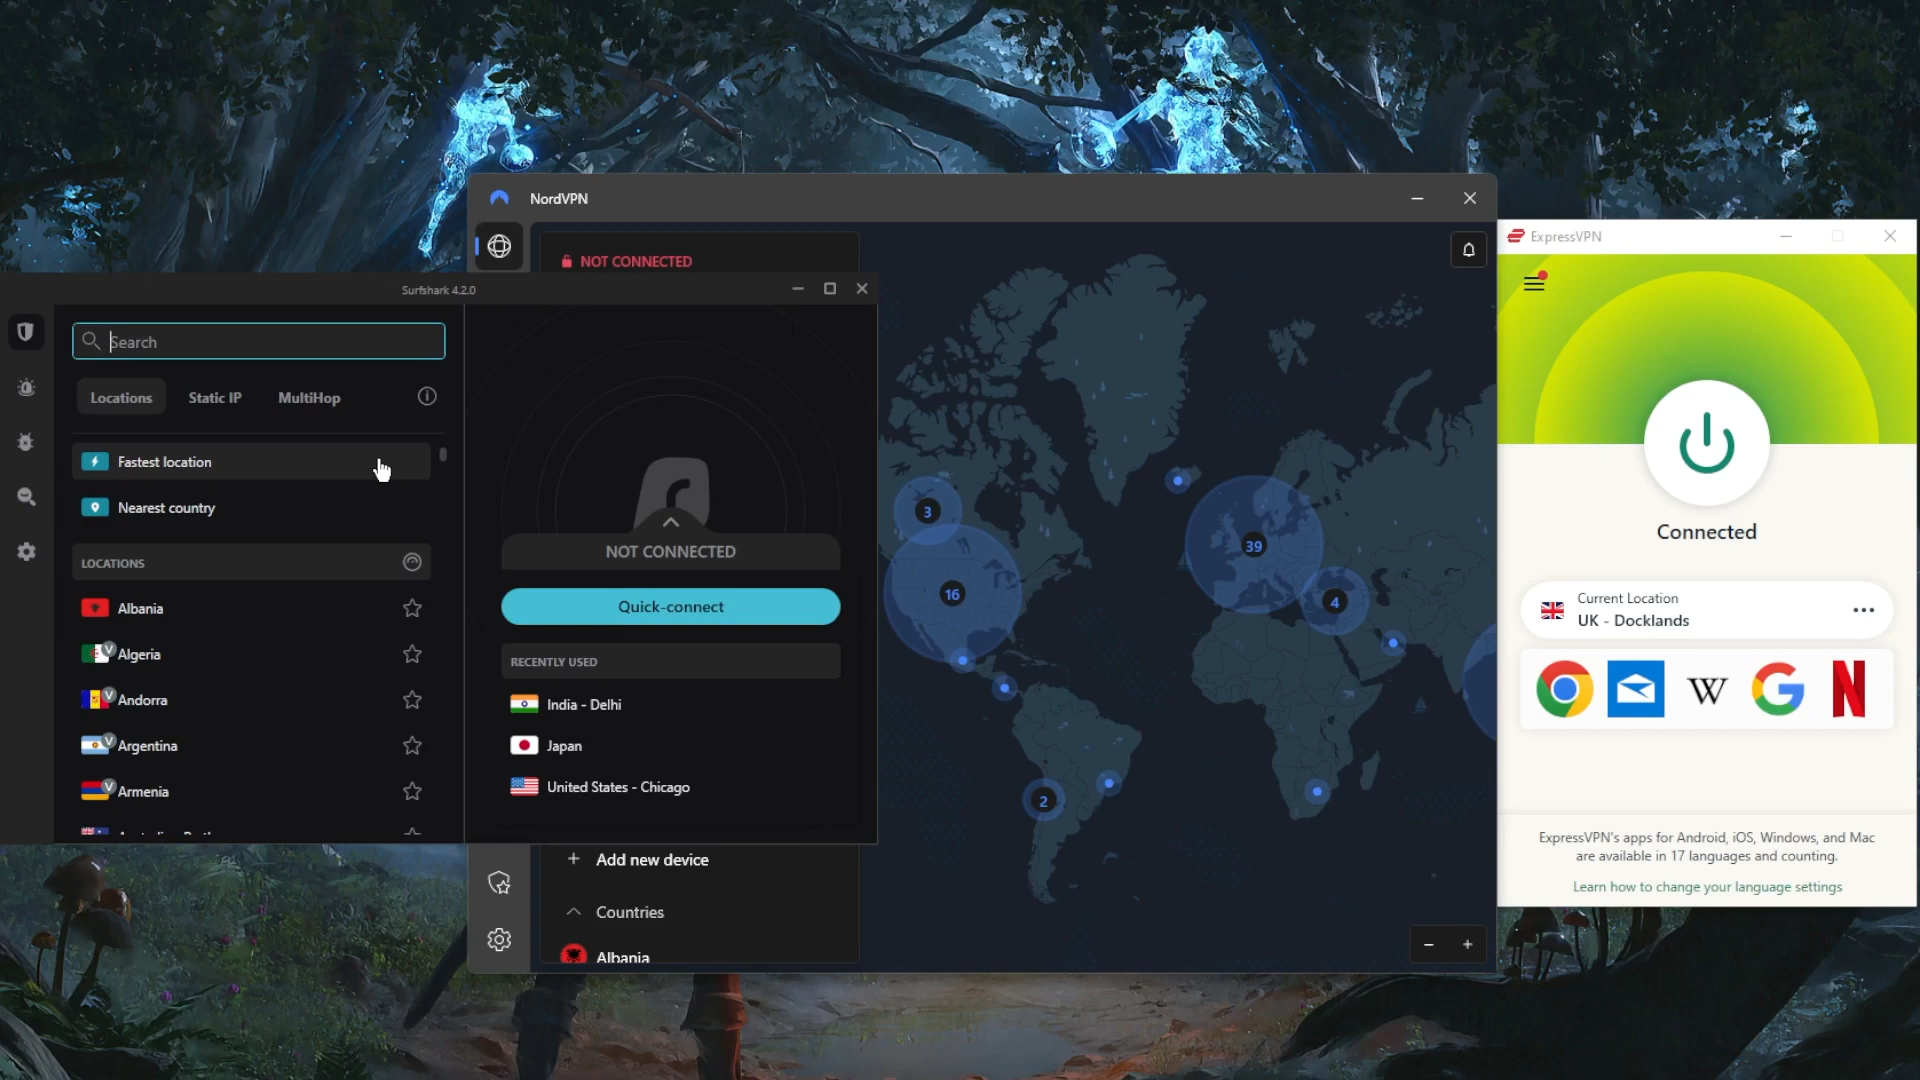 NordVPN
NOT CONNECTED
3
16
39
4
2
Add new device
Countries
Albania
Surfshark 4.2.0
Search
Locations
Static IP
MultiHop
Fastest location
Nearest country
LOCATIONS
Albania
V
Algeria
V
Andorra
V
Argentina
V
Armenia
NOT CONNECTED
Quick-connect
RECENTLY USED
India - Delhi
Japan
United States - Chicago
ExpressVPN
Connected
Current Location
UK - Docklands
W
G
N
ExpressVPN's apps for Android, iOS, Windows, and Mac
are available in 17 languages and counting.
Learn how to change your language settings